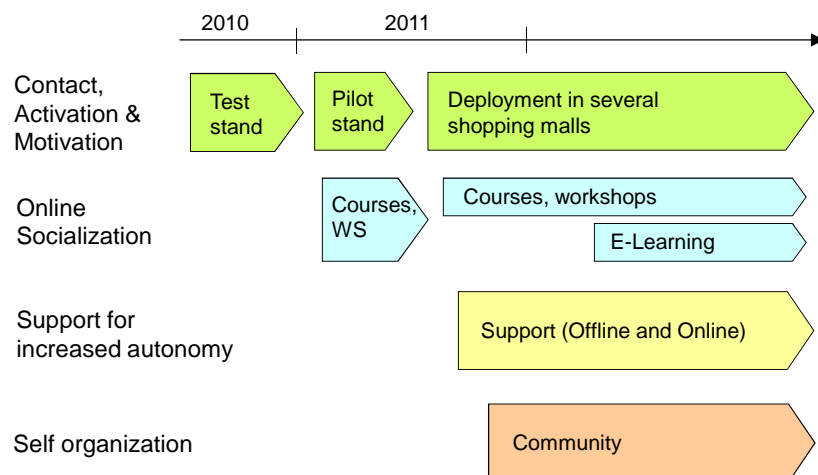 2010 2011
Contact,
Activation &
Motivation
Test
stand
Pilot
stand
Deployment in several
shopping malls
Online
Socialization
Courses,
WS
Courses, workshops
E-Learning
Support for
increased autonomy
Support (Offline and Online)
Self organization
Community